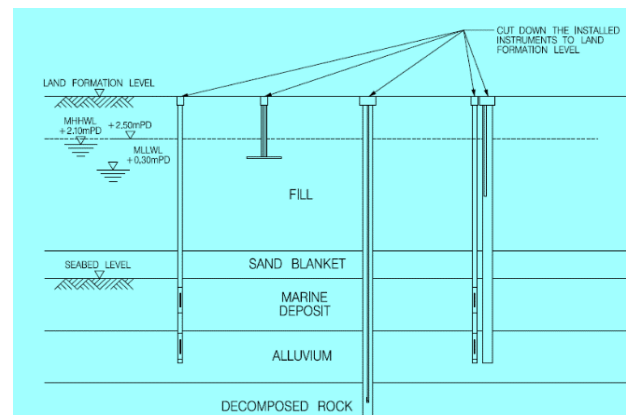 CUT DOWN THE INSTALLED
INSTRUMENTS TO LAND
FORMATION LEVEL
LAND FORMATION LEVEL
MHHWL
+2.10mPD
+2.50mPD
MLLWL
+0.30mPD
FILL
SAND BLANKET
SEABED LEVEL
MARINE
DEPOSIT
ALLUVIUM
DECOMPOSED ROCK